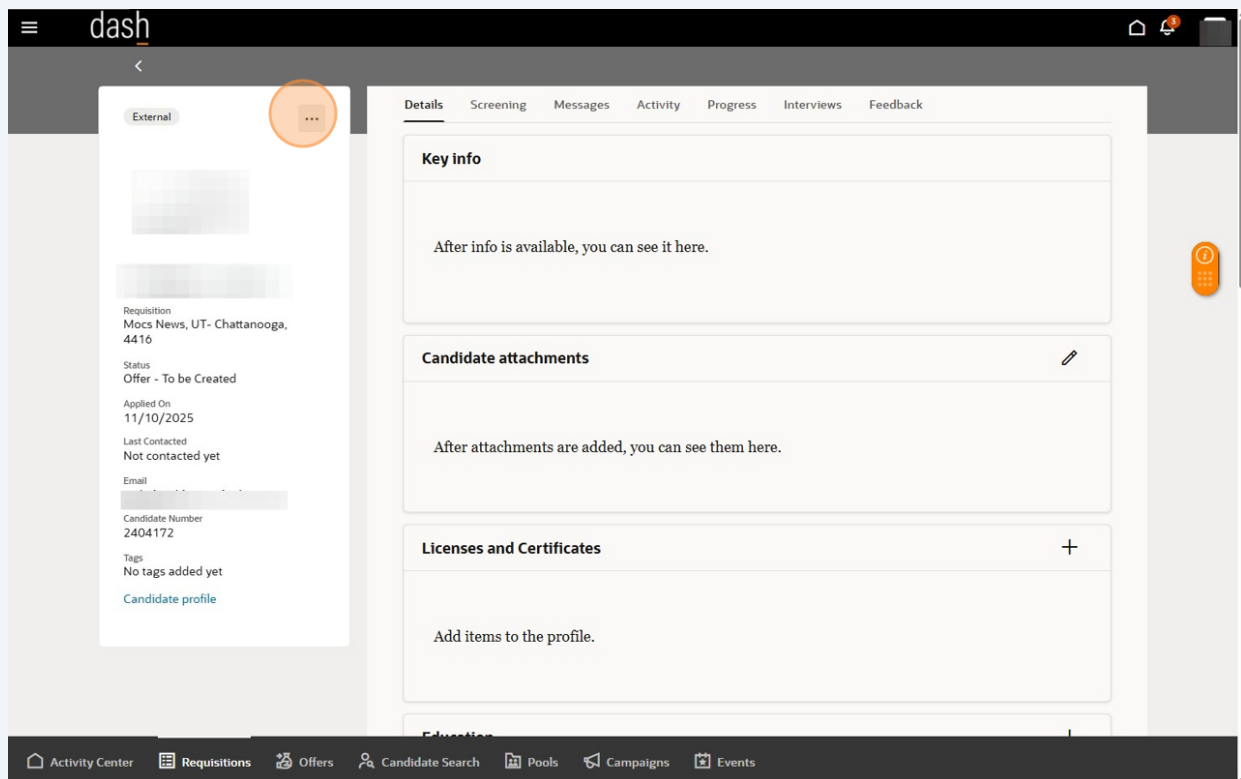 dash
3
External
...
Requisition
Mocs News, UT- Chattanooga,
4416
Status
Offer - To be Created
Applied On
11/10/2025
Last Contacted
Not contacted yet
Email
Candidate Number
2404172
Tags
No tags added yet
Candidate profile
Details Screening Messages Activity Progress Interviews Feedback
Key info
After info is available, you can see it here.
Candidate attachments
After attachments are added, you can see them here.
Licenses and Certificates
Add items to the profile.
Education
Activity Center Requisitions Offers Candidate Search Pools Campaigns Events